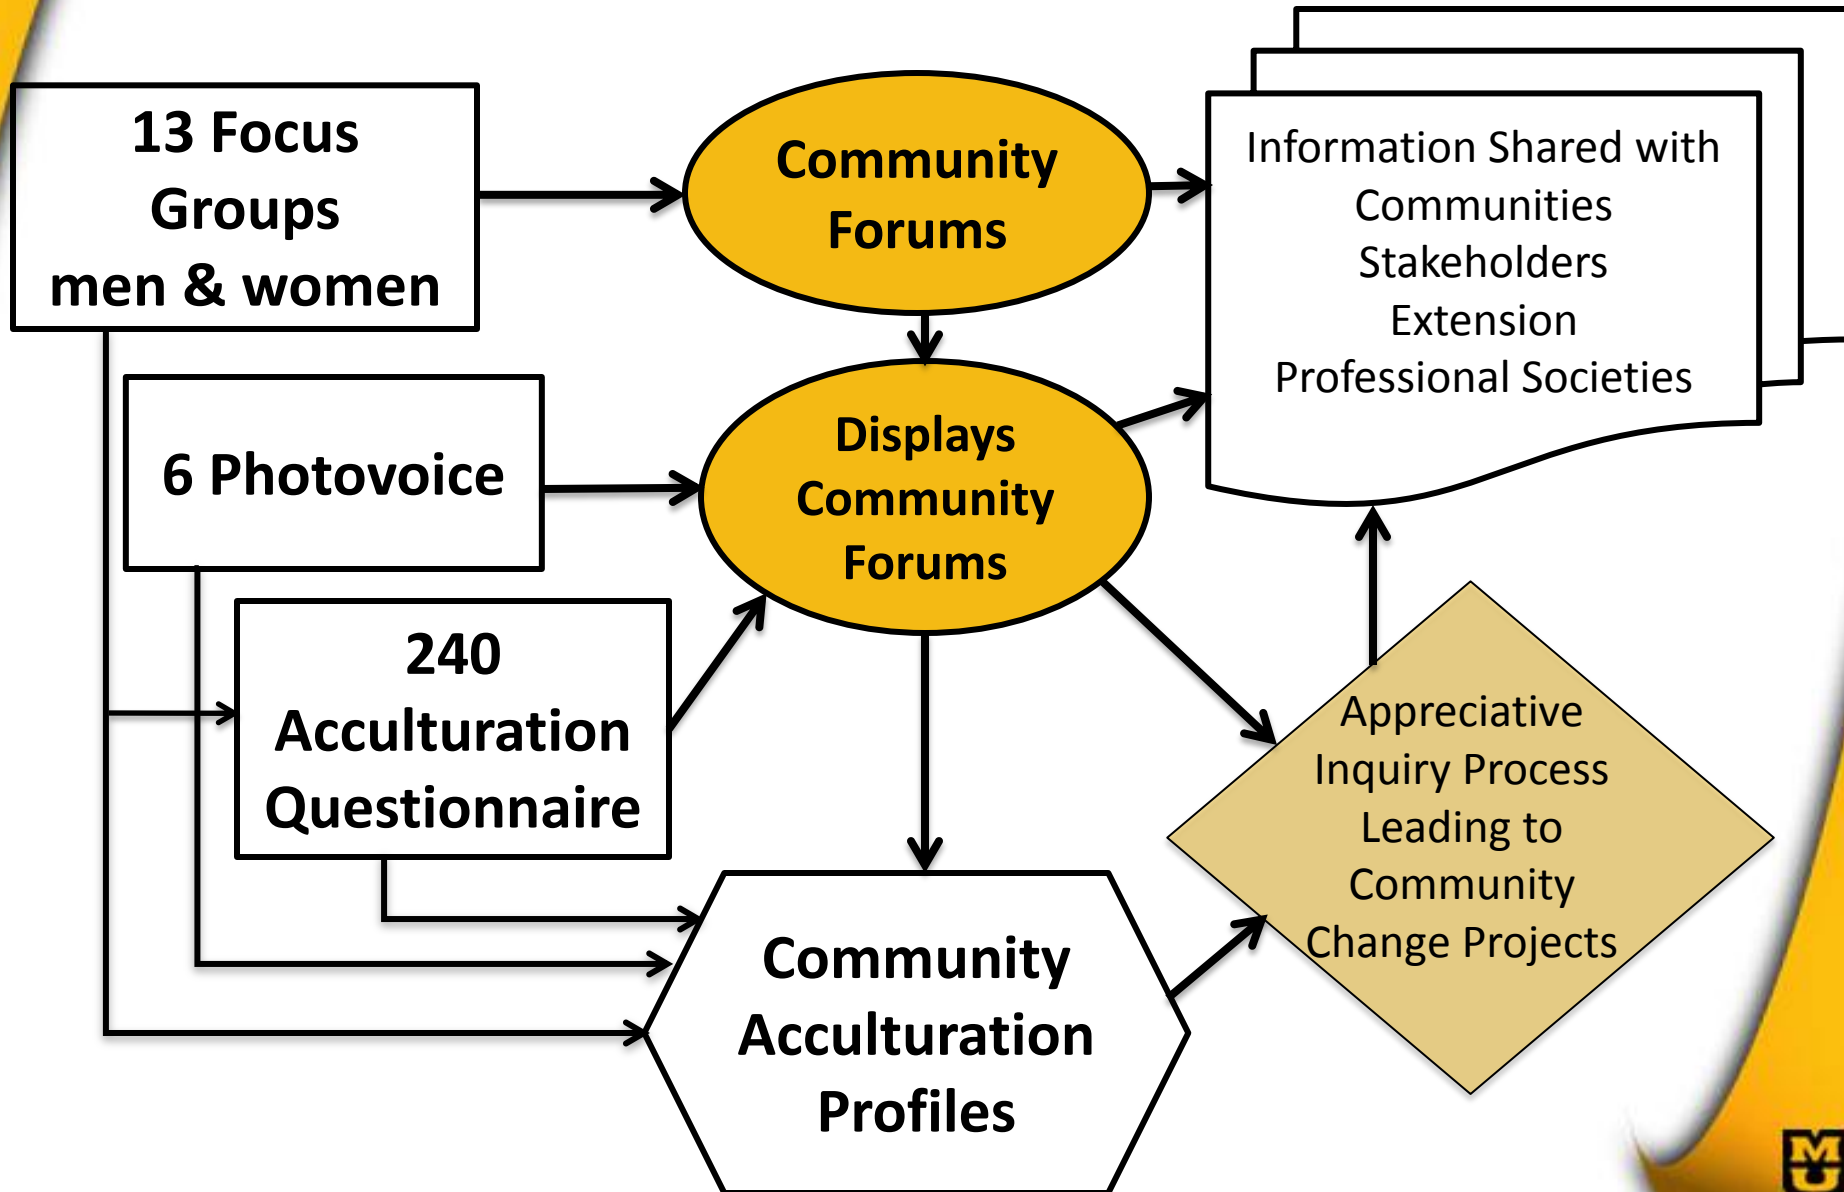 13 Focus
Groups
men & women
Community
Forums
Information Shared with
Communities
Stakeholders
Extension
Professional Societies
6 Photovoice
Displays
Community
Forums
240
Acculturation
Questionnaire
Appreciative
Inquiry Process
Leading to
Community
Change Projects
Community
Acculturation
Profiles
MU